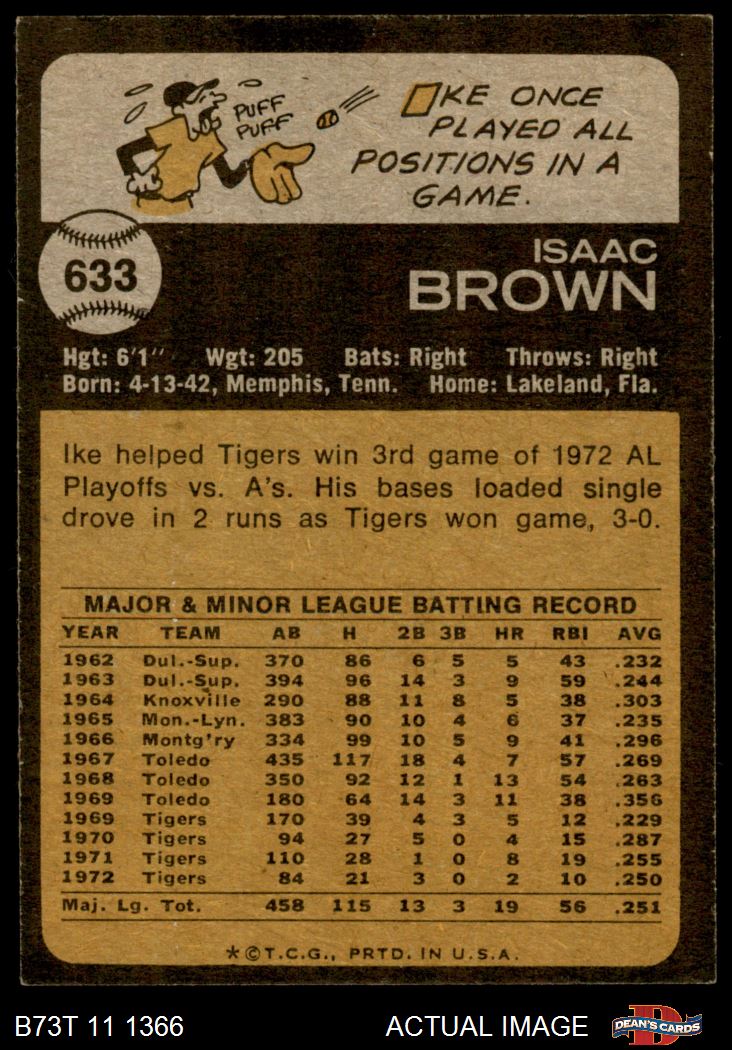 PUFF
PUFF
IKE ONCE
PLAYED ALL
POSITIONS IN A
GAME.
633
ISAAC
BROWN
Hgt: 6'1" Wgt: 205 Bats: Right Throws: Right
Born: 4-13-42, Memphis, Tenn. Home: Lakeland, Fla.
Ike helped Tigers win 3rd game of 1972 AL
Playoffs vs. A's. His bases loaded single
drove in 2 runs as Tigers won game, 3-0.
MAJOR & MINOR LEAGUE BATTING RECORD
YEAR TEAM AB H 2B 3B HR RBI AVG
1962 Dul.-Sup. 370 86 6 5 5 43 .232
1963 Dul.-Sup. 394 96 14 3 9 59 .244
1964 Knoxville 290 88 11 8 5 38 .303
1965 Mon.-Lyn. 383 90 10 4 6 37 .235
1966 Montg'ry 334 99 10 5 9 41 .296
1967 Toledo 435 117 18 4 7 57 .269
1968 Toledo 350 92 12 1 13 54 .263
1969 Toledo 180 64 14 3 11 38 .356
1969 Tigers 170 39 4 3 5 12 .229
1970 Tigers 94 27 5 0 4 15 .287
1971 Tigers 110 28 1 0 8 19 .255
1972 Tigers 84 21 3 0 2 10 .250
Maj. Lg. Tot. 458 115 13 3 19 56 .251
*©T.C.G., PRTD. IN U.S.A.
B73T 11 1366 ACTUAL IMAGE
D
DEAN'S CARDS